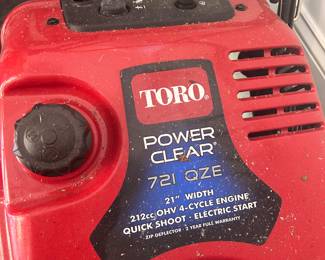 TORO
POWER
CLEAR®
721 QZE
21" WIDTH
212cc OHV 4-CYCLE ENGINE
QUICK SHOOT • ELECTRIC START
ZIP DEFLECTOR • 2 YEAR FULL WARRANTY